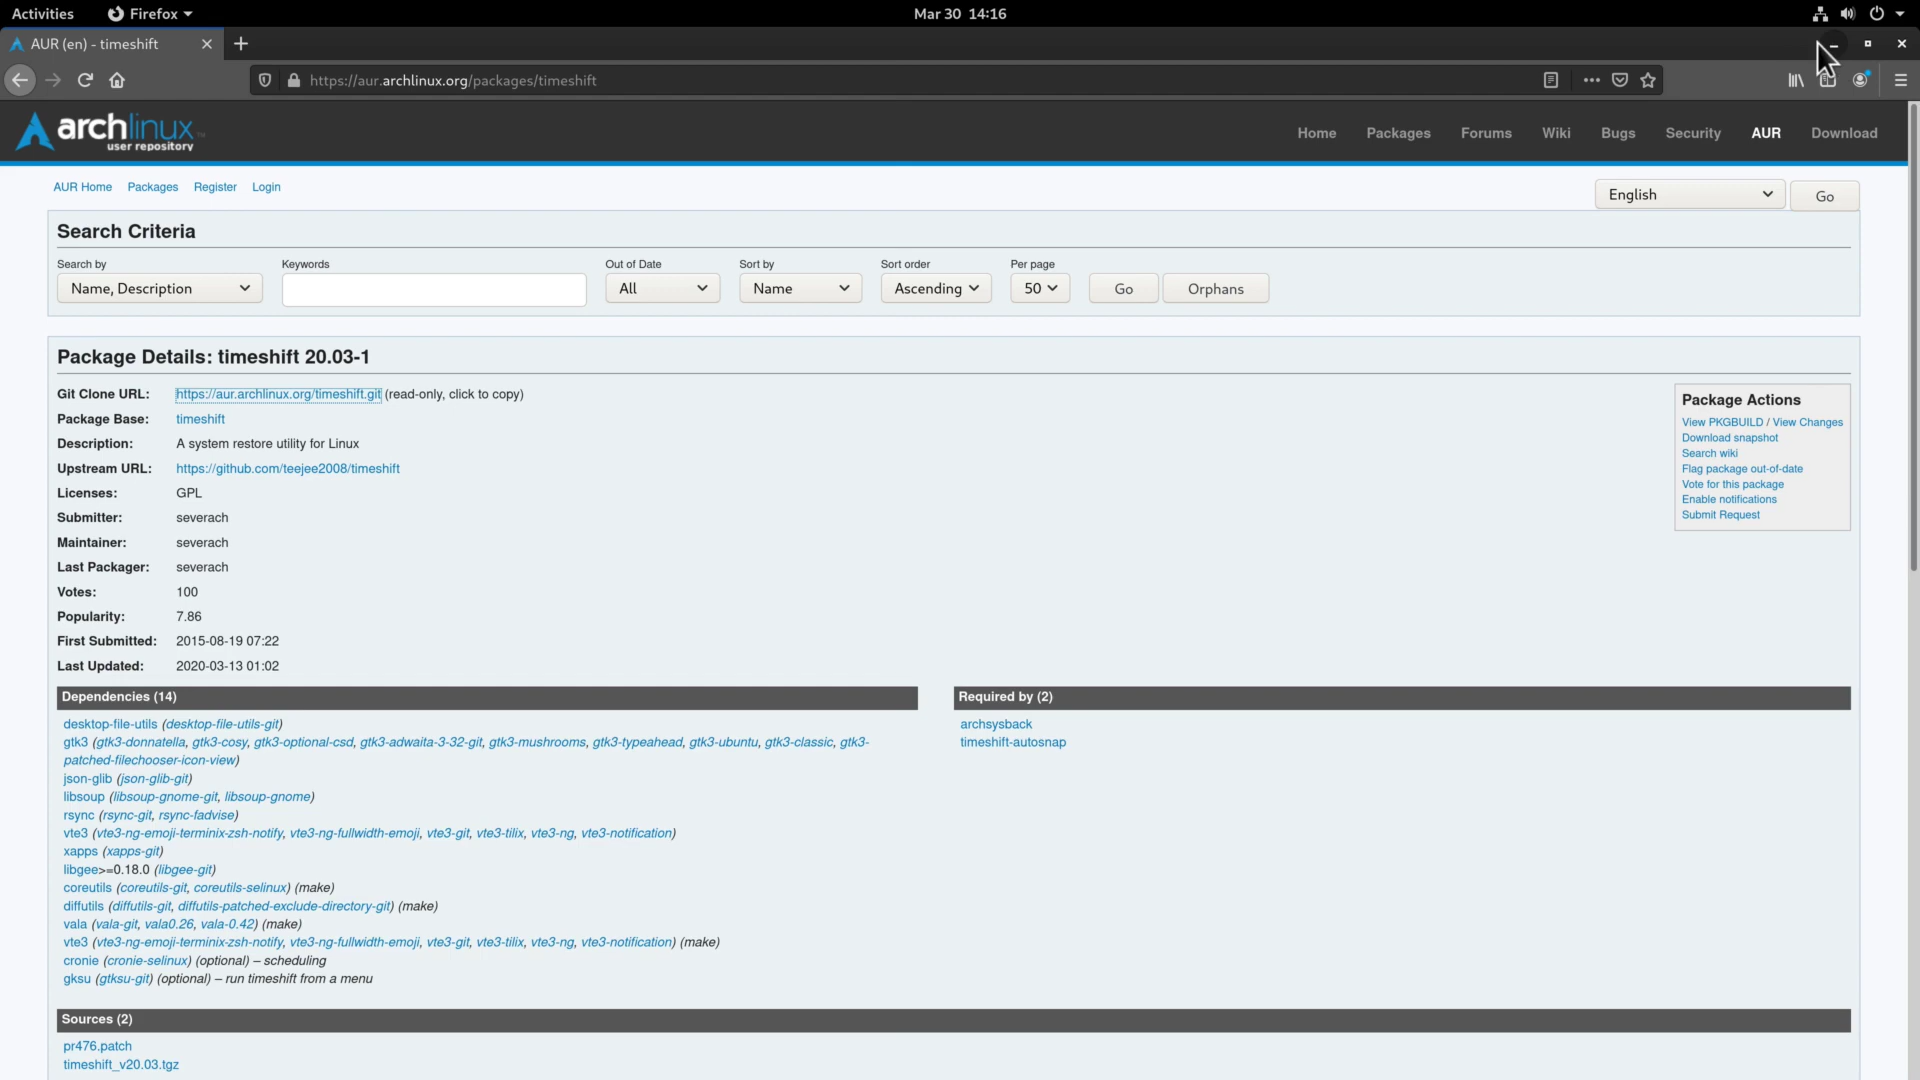 Activities Firefox Mar 30 14:16
AUR (en) - timeshift
https://aur.archlinux.org/packages/timeshift
archlinux
user repository
Home Packages Forums Wiki Bugs Security AUR Download
AUR Home Packages Register Login
English Go
Search Criteria
Search by Keywords Out of Date Sort by Sort order Per page
Name, Description All Name Ascending 50 Go Orphans
Package Details: timeshift 20.03-1
Git Clone URL: https://aur.archlinux.org/timeshift.git (read-only, click to copy)
Package Base: timeshift
Description: A system restore utility for Linux
Upstream URL: https://github.com/teejee2008/timeshift
Licenses: GPL
Submitter: severach
Maintainer: severach
Last Packager: severach
Votes: 100
Popularity: 7.86
First Submitted: 2015-08-19 07:22
Last Updated: 2020-03-13 01:02
Package Actions
View PKGBUILD / View Changes
Download snapshot
Search wiki
Flag package out-of-date
Vote for this package
Enable notifications
Submit Request
Dependencies (14)
desktop-file-utils (desktop-file-utils-git)
gtk3 (gtk3-donnatella, gtk3-cosy, gtk3-optional-csd, gtk3-adwaita-3-32-git, gtk3-mushrooms, gtk3-typeahead, gtk3-ubuntu, gtk3-classic, gtk3-
patched-filechooser-icon-view)
json-glib (json-glib-git)
libsoup (libsoup-gnome-git, libsoup-gnome)
rsync (rsync-git, rsync-fadvise)
vte3 (vte3-ng-emoji-terminix-zsh-notify, vte3-ng-fullwidth-emoji, vte3-git, vte3-tilix, vte3-ng, vte3-notification)
xapps (xapps-git)
libgee>=0.18.0 (libgee-git)
coreutils (coreutils-git, coreutils-selinux) (make)
diffutils (diffutils-git, diffutils-patched-exclude-directory-git) (make)
vala (vala-git, vala0.26, vala-0.42) (make)
vte3 (vte3-ng-emoji-terminix-zsh-notify, vte3-ng-fullwidth-emoji, vte3-git, vte3-tilix, vte3-ng, vte3-notification) (make)
cronie (cronie-selinux) (optional) – scheduling
gksu (gtksu-git) (optional) – run timeshift from a menu
Required by (2)
archsysback
timeshift-autosnap
Sources (2)
pr476.patch
timeshift_v20.03.tgz